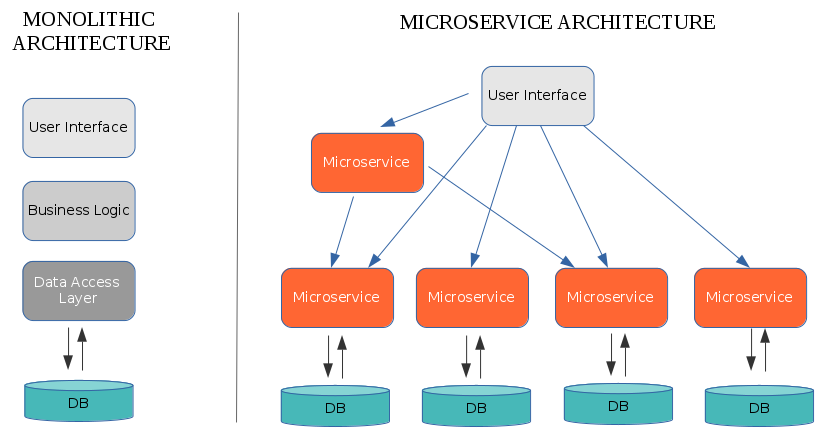 MONOLITHIC
ARCHITECTURE
User Interface
Business Logic
Data Access
Layer
DB
MICROSERVICE ARCHITECTURE
User Interface
Microservice
Microservice
Microservice
Microservice
Microservice
DB
DB
DB
DB